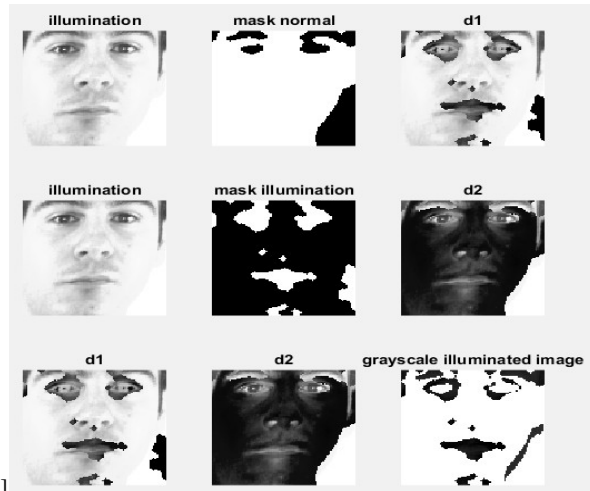 illumination mask normal d1
illumination mask illumination d2
d1 d2 grayscale illuminated image
]